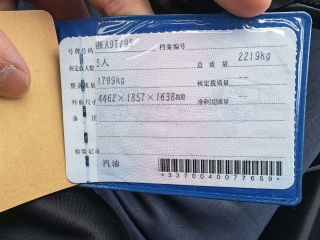 号牌号码 档案编号
核定载人数 5人 总质量 2219kg
整备质量 1799kg 核定载质量 --
外廓尺寸 4462×1857×1638mm 准牵引总质量 --
备注
检验记录
汽油
*3370040077659*